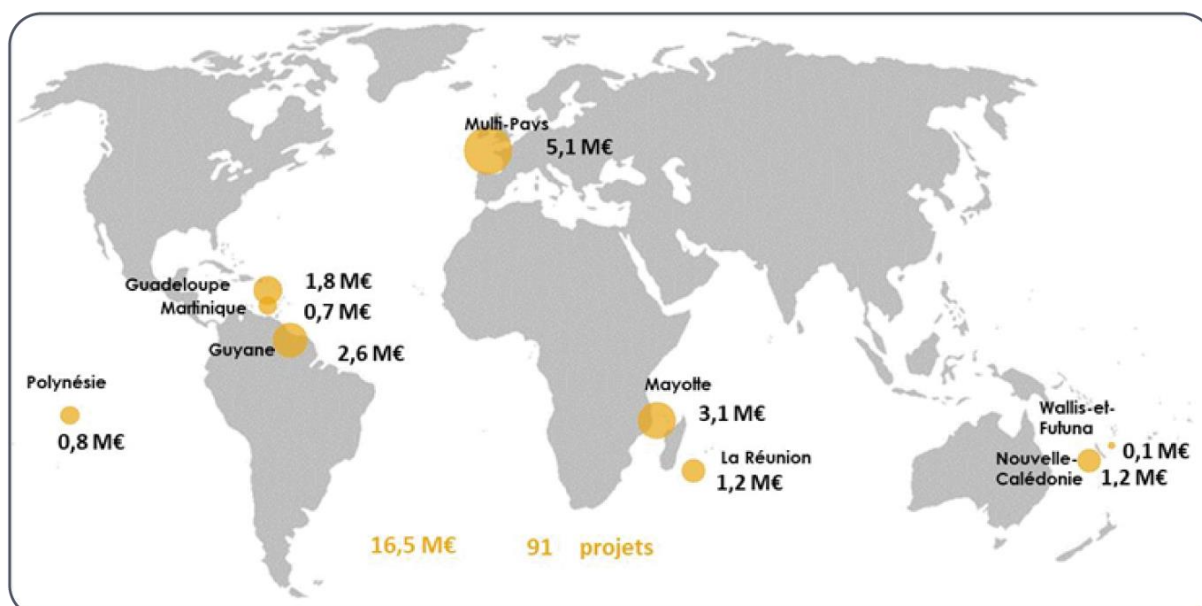 Multi-Pays
5,1 M€
Guadeloupe
1,8 M€
Martinique
0,7 M€
Guyane
2,6 M€
Polynésie
0,8 M€
Mayotte
3,1 M€
La Réunion
1,2 M€
Wallis-et-
Futuna
0,1 M€
Nouvelle-
Calédonie
1,2 M€
16,5 M€ 91 projets